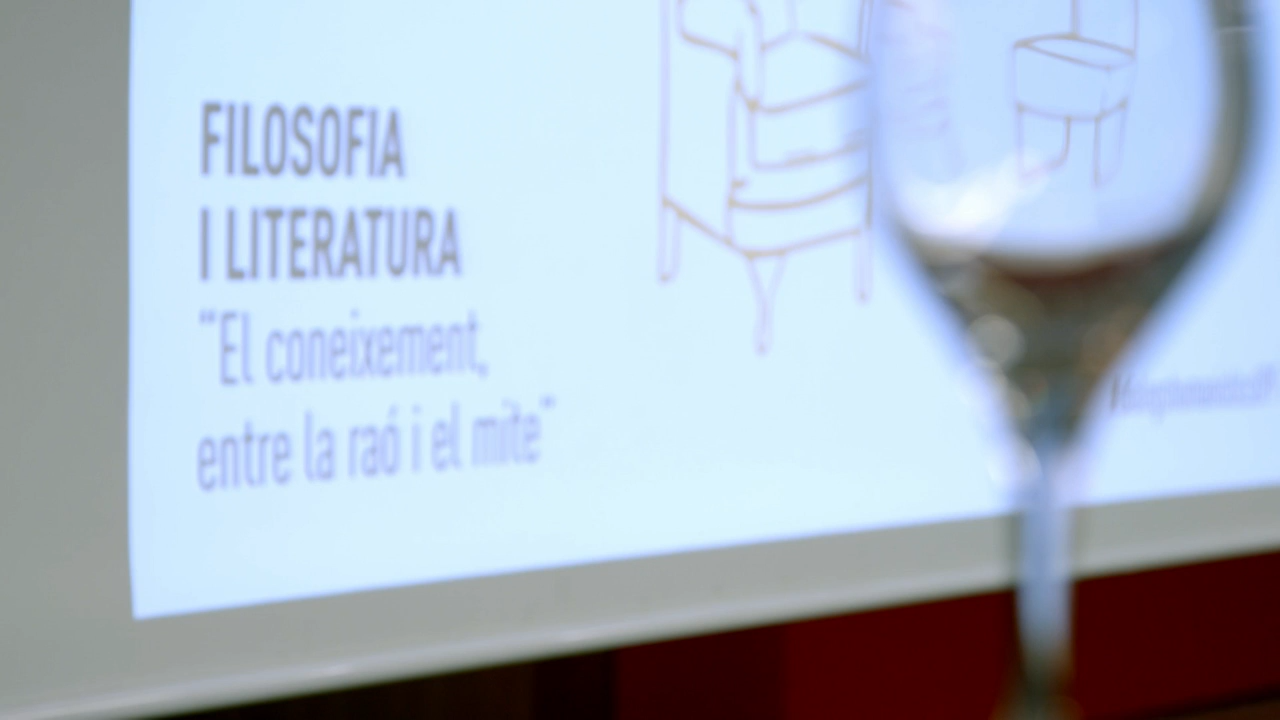 FILOSOFIA
I LITERATURA
“El coneixement,
entre la raó i el mite”